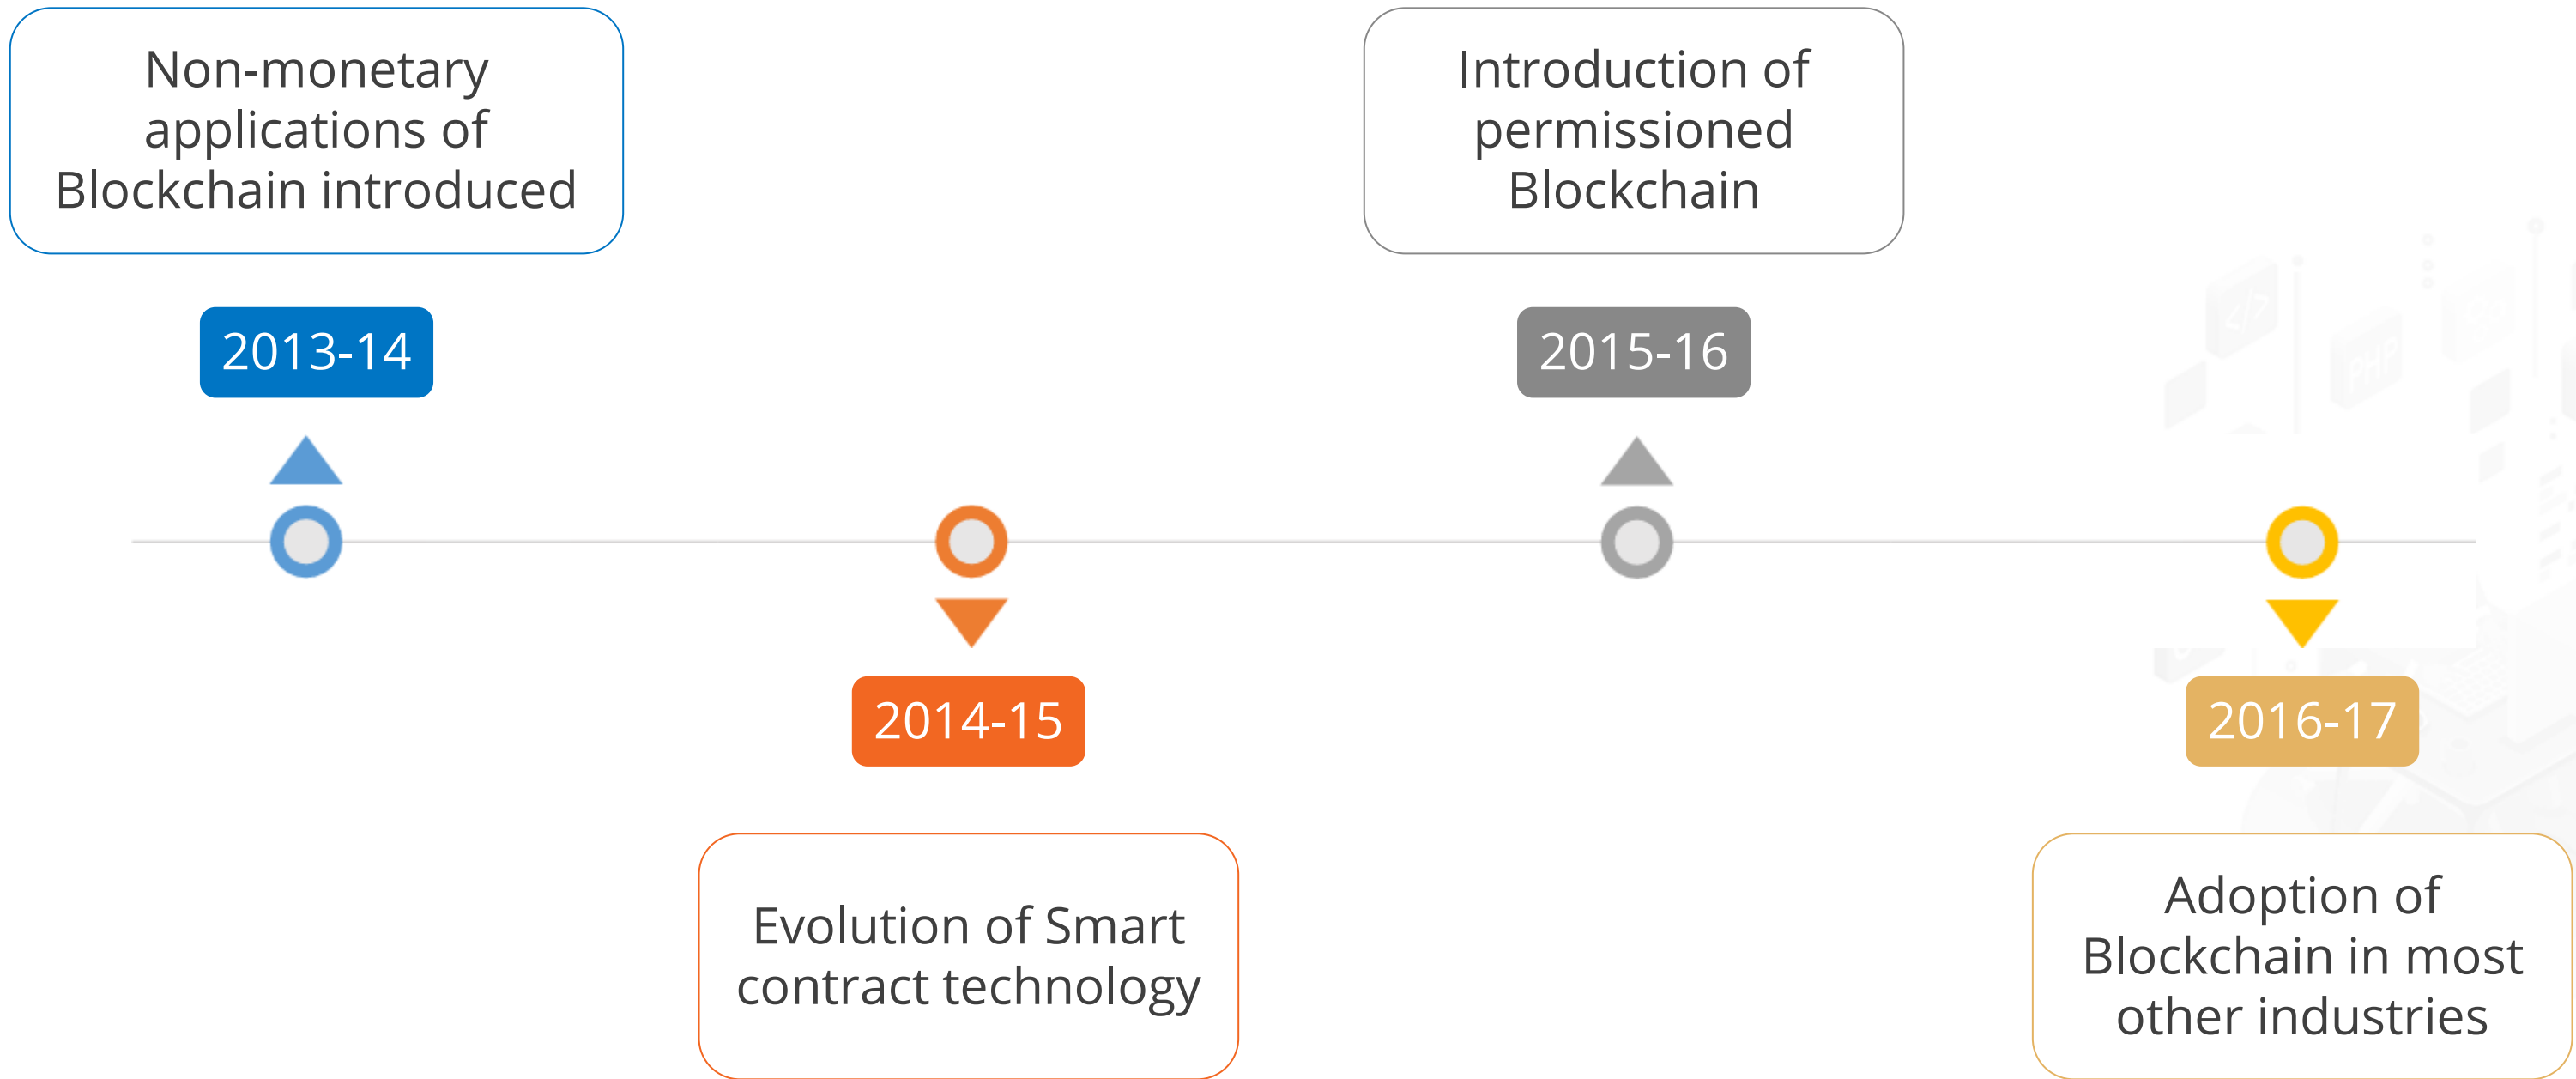 Non-monetary
applications of
Blockchain introduced
2013-14
2014-15
Evolution of Smart
contract technology
Introduction of
permissioned
Blockchain
2015-16
2016-17
Adoption of
Blockchain in most
other industries
</>
PHP